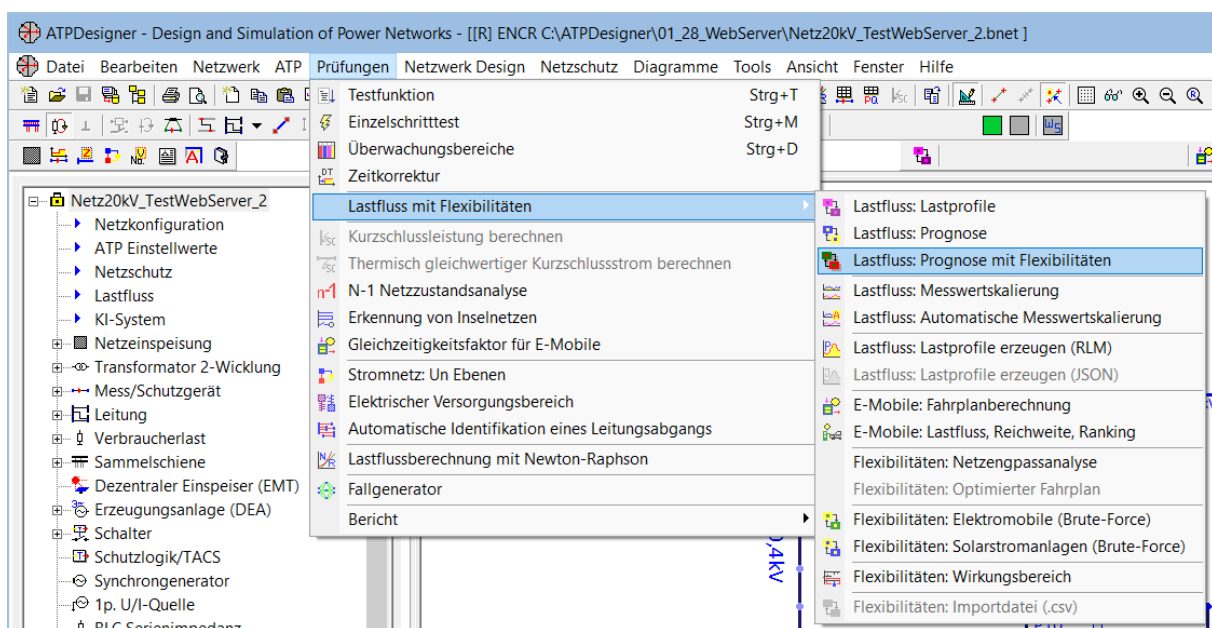 ATPDesigner - Design and Simulation of Power Networks - [[R] ENCR C:\ATPDesigner\01_28_WebServer\Netz20kV_TestWebServer_2.bnet ]
Datei Bearbeiten Netzwerk ATP Prüfungen Netzwerk Design Netzschutz Diagramme Tools Ansicht Fenster Hilfe
Netz20kV_TestWebServer_2
Netzkonfiguration
ATP Einstellwerte
Netzschutz
Lastfluss
KI-System
Netzeinspeisung
Transformator 2-Wicklung
Mess/Schutzgerät
Leitung
Verbraucherlast
Sammelschiene
Dezentraler Einspeiser (EMT)
Erzeugungsanlage (DEA)
Schalter
Schutzlogik/TACS
Synchrongenerator
1p. U/I-Quelle
RLC Serienimpedanz
Testfunktion Strg+T
Einzelschritttest Strg+M
Überwachungsbereiche Strg+D
Zeitkorrektur
Lastfluss mit Flexibilitäten
Kurzschlussleistung berechnen
Thermisch gleichwertiger Kurzschlussstrom berechnen
N-1 Netzzustandsanalyse
Erkennung von Inselnetzen
Gleichzeitigkeitsfaktor für E-Mobile
Stromnetz: Un Ebenen
Elektrischer Versorgungsbereich
Automatische Identifikation eines Leitungsabgangs
Lastflussberechnung mit Newton-Raphson
Fallgenerator
Bericht
Lastfluss: Lastprofile
Lastfluss: Prognose
Lastfluss: Prognose mit Flexibilitäten
Lastfluss: Messwertskalierung
Lastfluss: Automatische Messwertskalierung
Lastfluss: Lastprofile erzeugen (RLM)
Lastfluss: Lastprofile erzeugen (JSON)
E-Mobile: Fahrplanberechnung
E-Mobile: Lastfluss, Reichweite, Ranking
Flexibilitäten: Netzengpassanalyse
Flexibilitäten: Optimierter Fahrplan
Flexibilitäten: Elektromobile (Brute-Force)
Flexibilitäten: Solarstromanlagen (Brute-Force)
Flexibilitäten: Wirkungsbereich
Flexibilitäten: Importdatei (.csv)
0,4kV